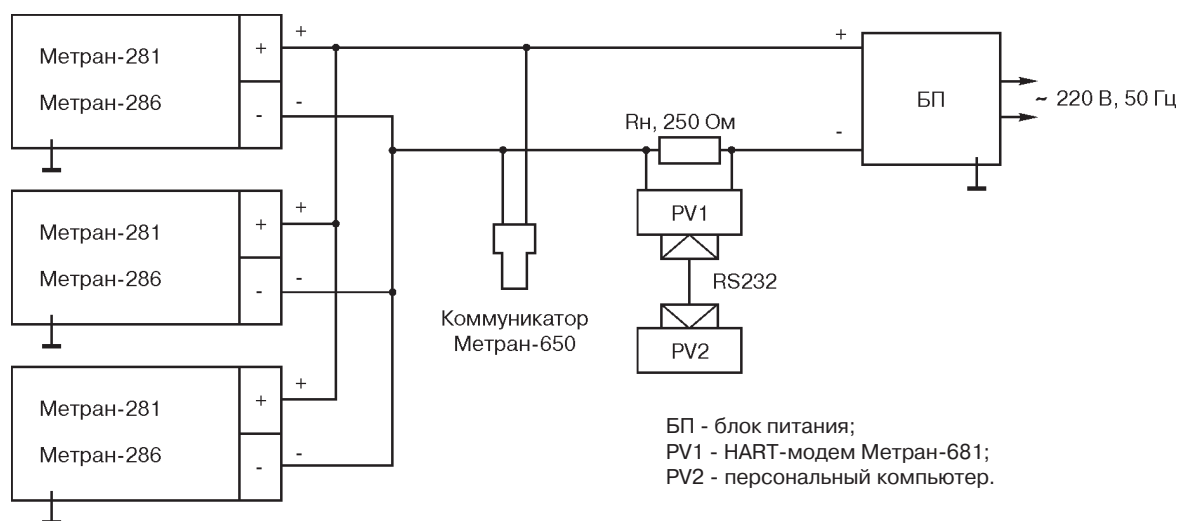 Метран-281
Метран-286
+
-
+
-
Метран-281
Метран-286
+
-
+
-
Метран-281
Метран-286
+
-
+
-
Коммуникатор
Метран-650
Rн, 250 Ом
PV1
RS232
PV2
+
-
БП
~ 220 В, 50 Гц
БП - блок питания;
PV1 - HART-модем Метран-681;
PV2 - персональный компьютер.